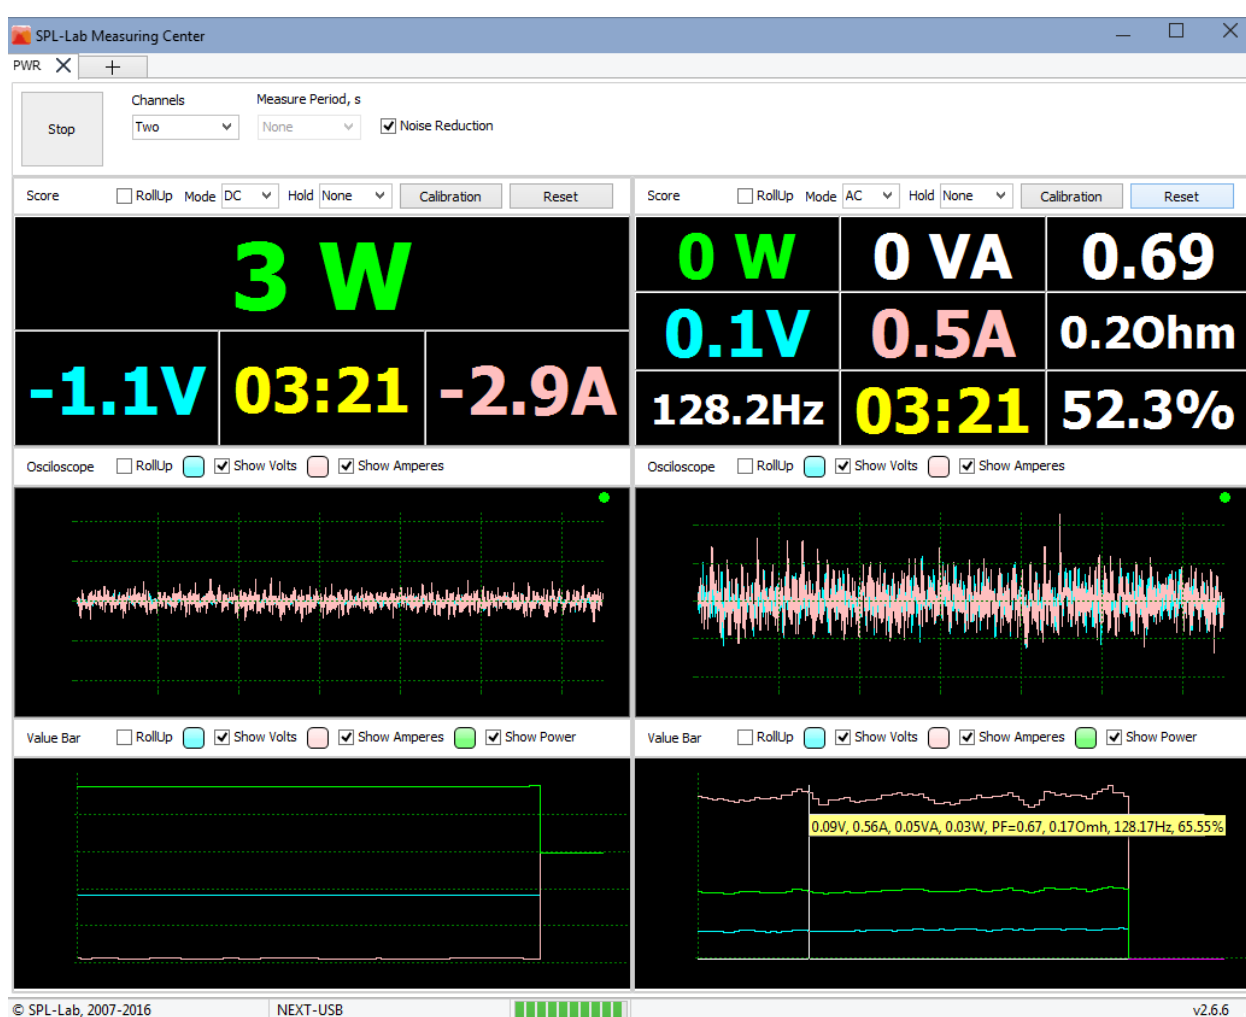 SPL-Lab Measuring Center
PWR
Channels Measure Period, s
Stop Two None Noise Reduction
Score RollUp Mode DC Hold None Calibration Reset
3 W
-1.1V 03:21 -2.9A
Osciloscope RollUp Show Volts Show Amperes
Value Bar RollUp Show Volts Show Amperes Show Power
Score RollUp Mode AC Hold None Calibration Reset
0 W 0 VA 0.69
0.1V 0.5A 0.2Ohm
128.2Hz 03:21 52.3%
Osciloscope RollUp Show Volts Show Amperes
Value Bar RollUp Show Volts Show Amperes Show Power
0.09V, 0.56A, 0.05VA, 0.03W, PF=0.67, 0.17Omh, 128.17Hz, 65.55%
© SPL-Lab, 2007-2016 NEXT-USB v2.6.6